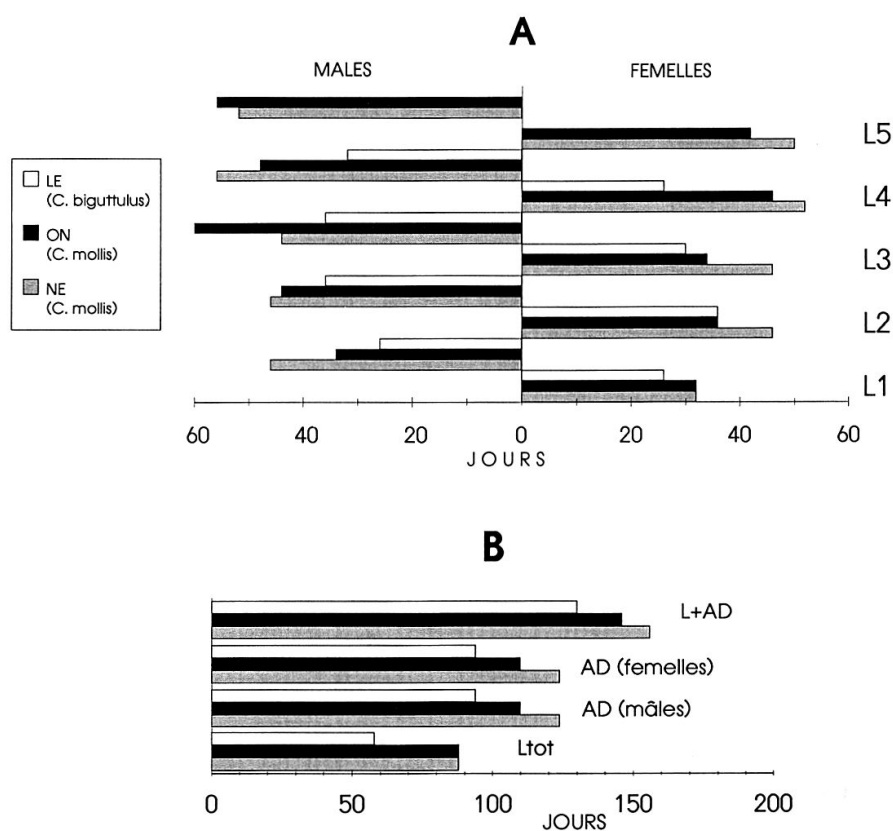 A
MALES
FEMELLES
LE
(C. biguttulus)
ON
(C. mollis)
NE
(C. mollis)
L5
L4
L3
L2
L1
60 40 20 0 20 40 60
JOURS
B
L+AD
AD (femelles)
AD (mâles)
Ltot
0 50 100 150 200
JOURS